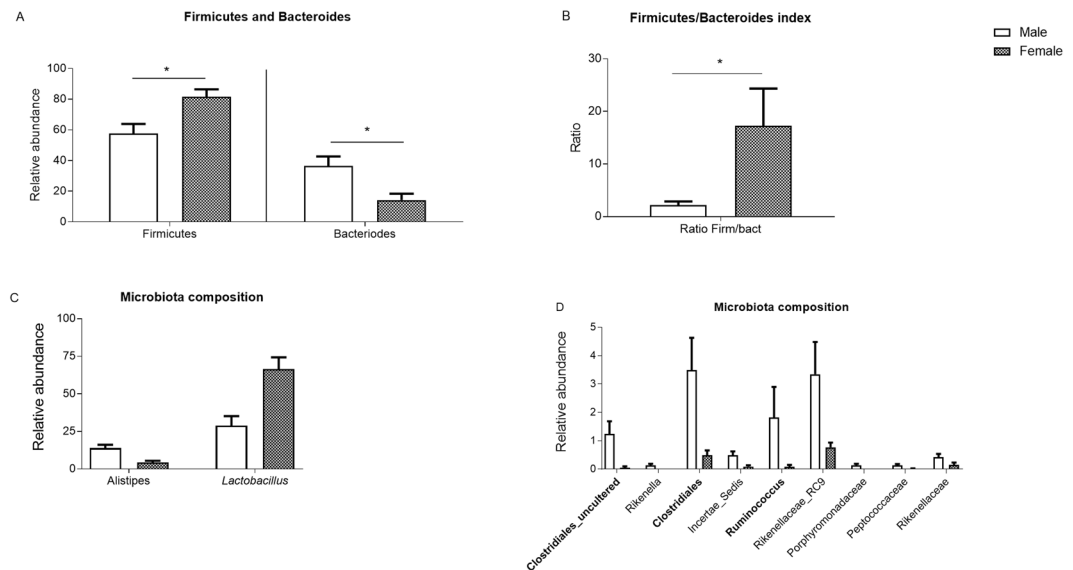 A
Firmicutes and Bacteroides
Relative abundance
100
80
60
40
20
0
*
*
Firmicutes
Bacteriodes
B
Firmicutes/Bacteroides index
Ratio
30
20
10
0
*
Ratio Firm/bact
Male
Female
C
Microbiota composition
Relative abundance
100
75
50
25
0
Alistipes
Lactobacillus
D
Microbiota composition
Relative abundance
5
4
3
2
1
0
Clostridiales_uncultered
Rikenella
Clostridiales
Incertae_Sedis
Ruminococcus
Rikenellaceae_RC9
Porphyromonadaceae
Peptococcaceae
Rikenellaceae